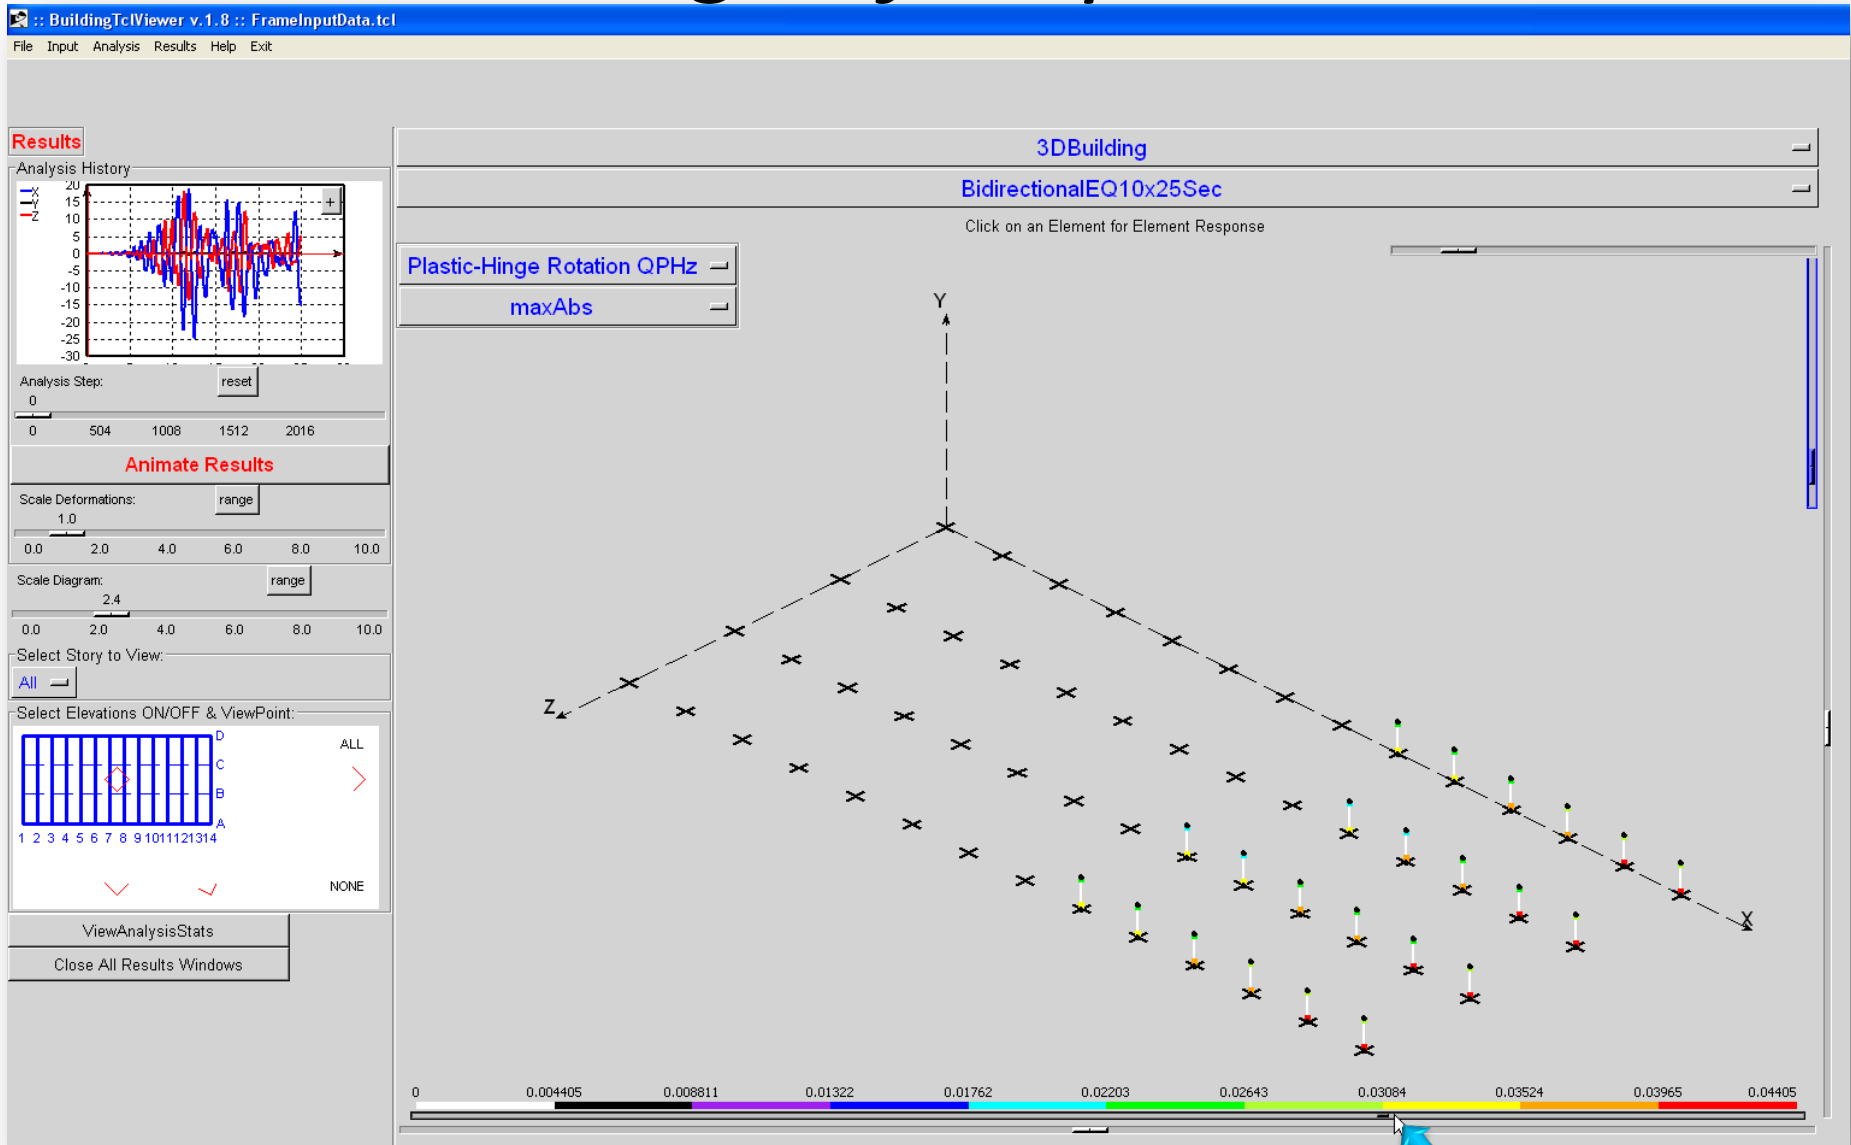 :: BuildingTclViewer v.1.8 :: FrameInputData.tcl
File Input Analysis Results Help Exit
Results
Analysis History
X
Y
Z
20
15
10
5
0
-5
-10
-15
-20
-25
-30
+
Analysis Step:
reset
0
0 504 1008 1512 2016
Animate Results
Scale Deformations:
range
1.0
0.0 2.0 4.0 6.0 8.0 10.0
Scale Diagram:
range
2.4
0.0 2.0 4.0 6.0 8.0 10.0
Select Story to View:
All
Select Elevations ON/OFF & ViewPoint:
D
C
B
A
1 2 3 4 5 6 7 8 9 10 11 12 13 14
ALL
NONE
ViewAnalysisStats
Close All Results Windows
3DBuilding
BidirectionalEQ10x25Sec
Click on an Element for Element Response
Plastic-Hinge Rotation QPHz
maxAbs
Y
Z
X
0 0.004405 0.008811 0.01322 0.01762 0.02203 0.02643 0.03084 0.03524 0.03965 0.04405